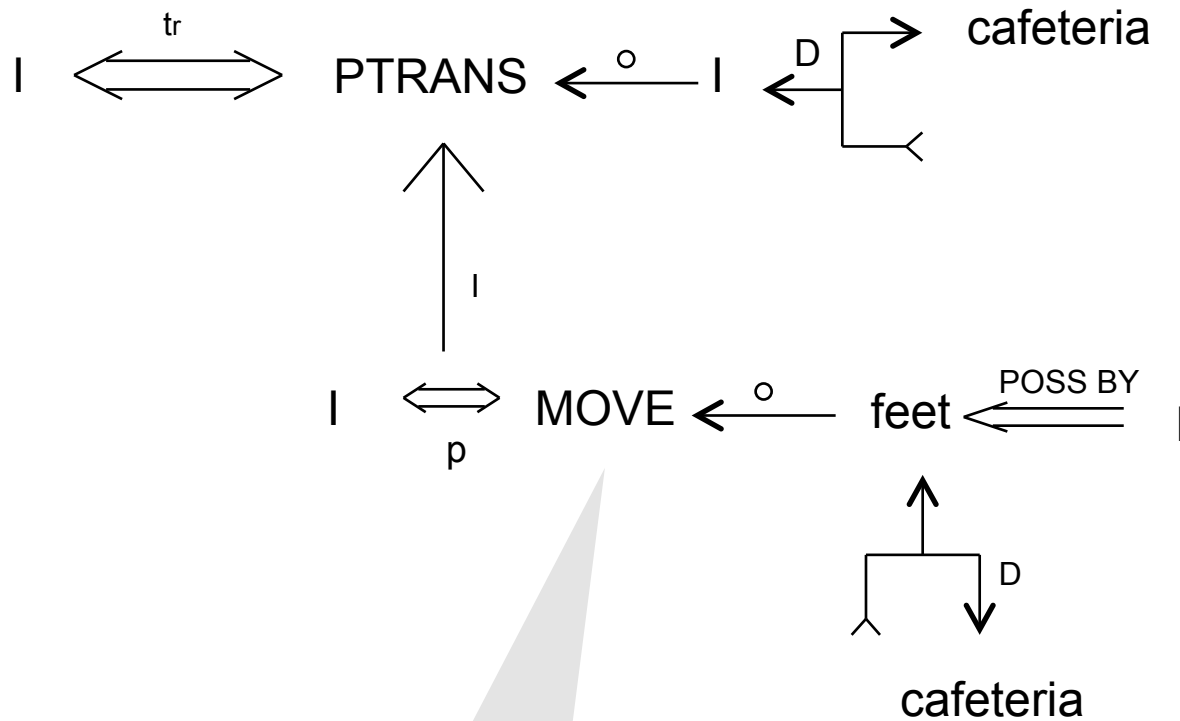 tr
cafeteria
I PTRANS o I D
I
I p MOVE o feet POSS BY
D
cafeteria